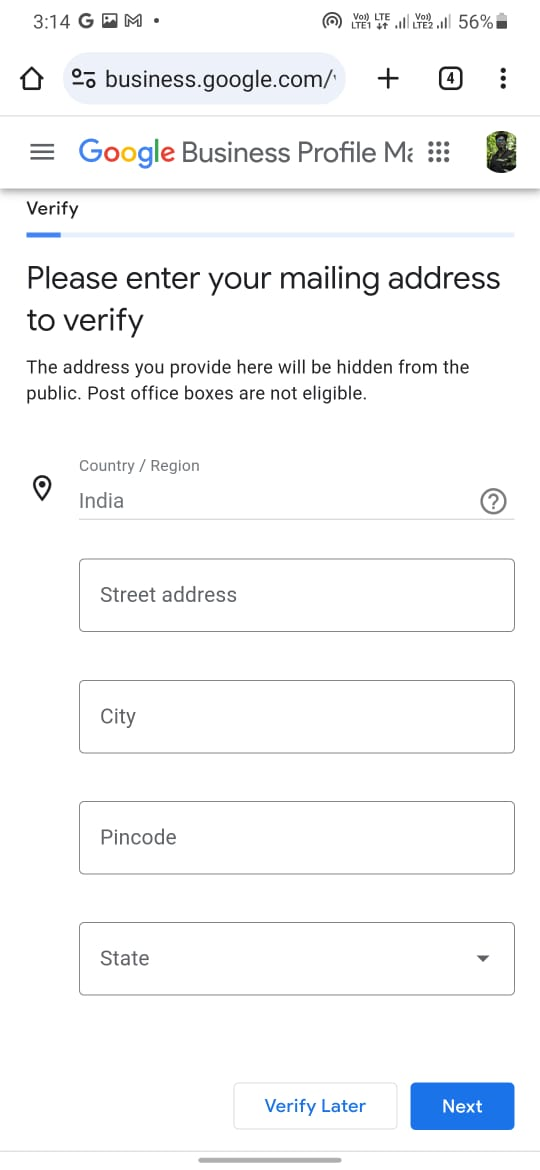 3:14
Vo) LTE LTE1 Vo) LTE2 56%
business.google.com/
4
Google Business Profile Ma
Verify
Please enter your mailing address
to verify
The address you provide here will be hidden from the
public. Post office boxes are not eligible.
Country / Region
India
Street address
City
Pincode
State
Verify Later
Next